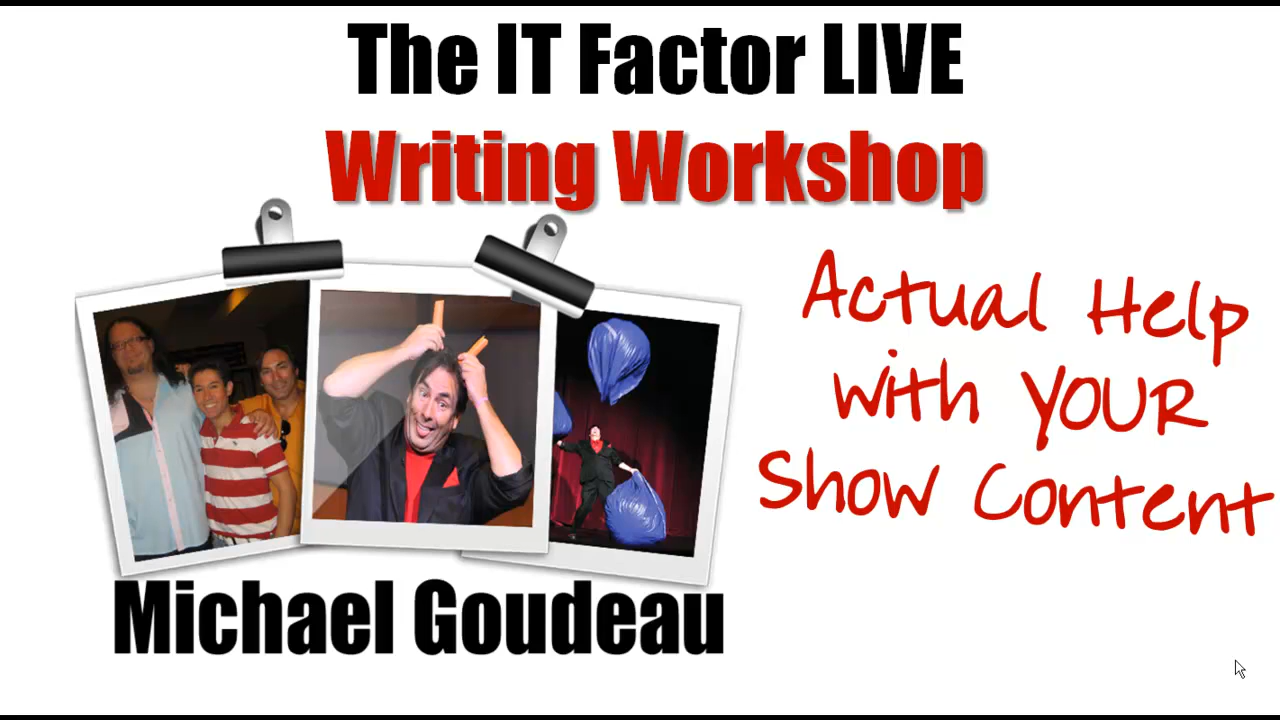 The IT Factor LIVE
Writing Workshop
Actual Help
with YOUR
Show Content
Michael Goudeau